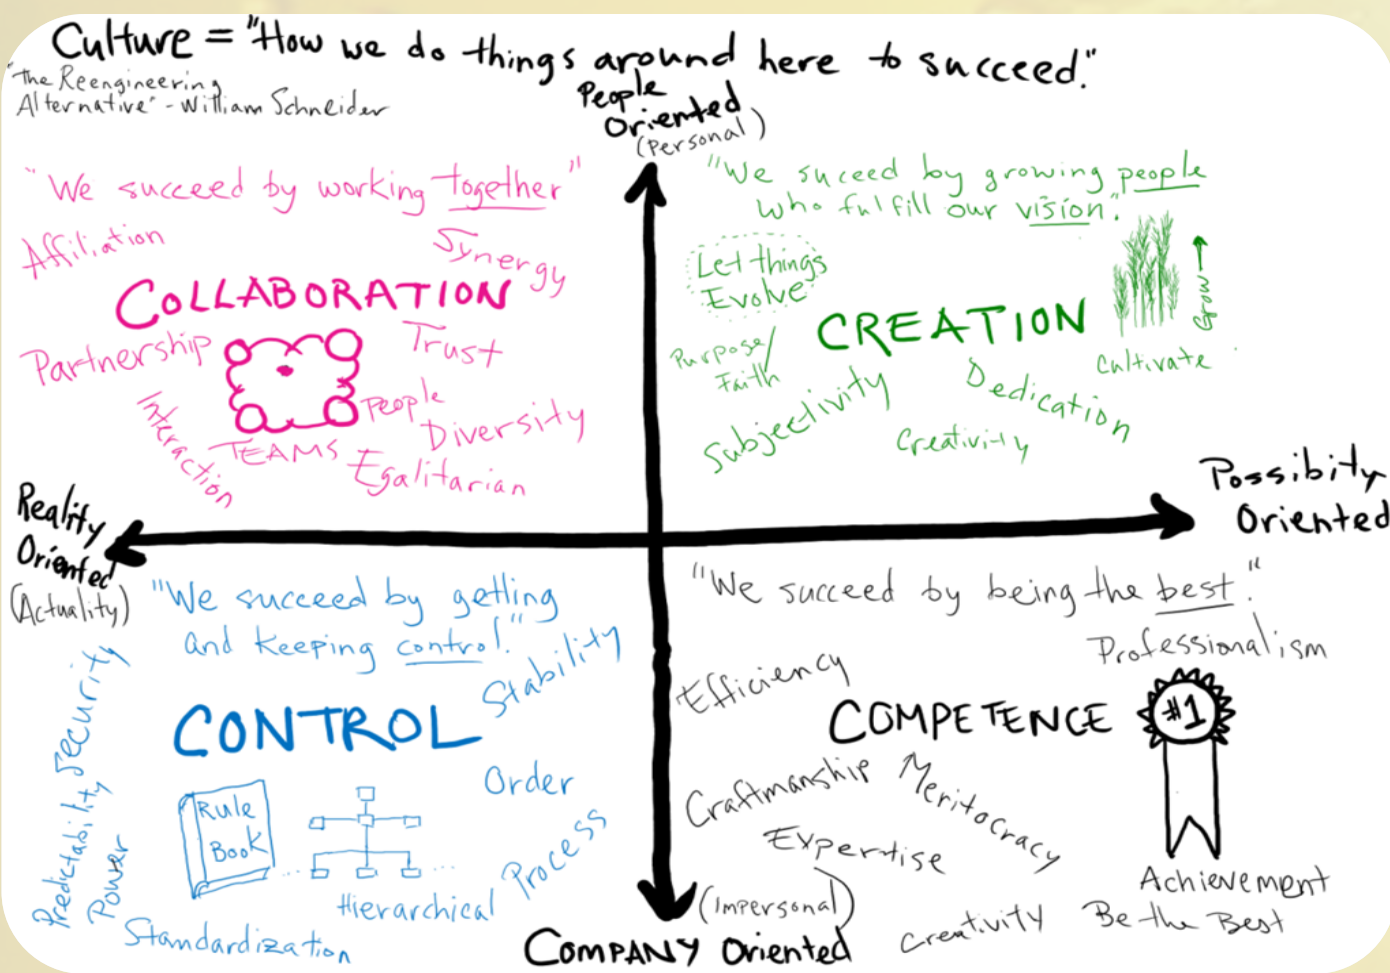 Culture = "How we do things around here to succeed."
"The Reengineering
Alternative" - William Schneider
People
Oriented
(Personal)
"We succeed by working together"
Affiliation
Synergy
COLLABORATION
Partnership
Trust
People
Interaction
TEAMS
Diversity
Egalitarian
"We suceed by growing people
who fulfill our vision."
Let things
Evolve
CREATION
Grow
Cultivate
Purpose/
Faith
Subjectivity
Dedication
Creativity
Reality
Oriented
(Actuality)
Possibity
Oriented
"We succeed by getting
and keeping control."
Stability
Security
Predictability
Power
CONTROL
Rule
Book
Order
Process
Hierarchical
Standardization
"We succeed by being the best."
Professionalism
Efficiency
COMPETENCE
#1
Craftmanship
Meritocracy
Expertise
Achievement
Be the Best
Creativity
(Impersonal)
COMPANY Oriented